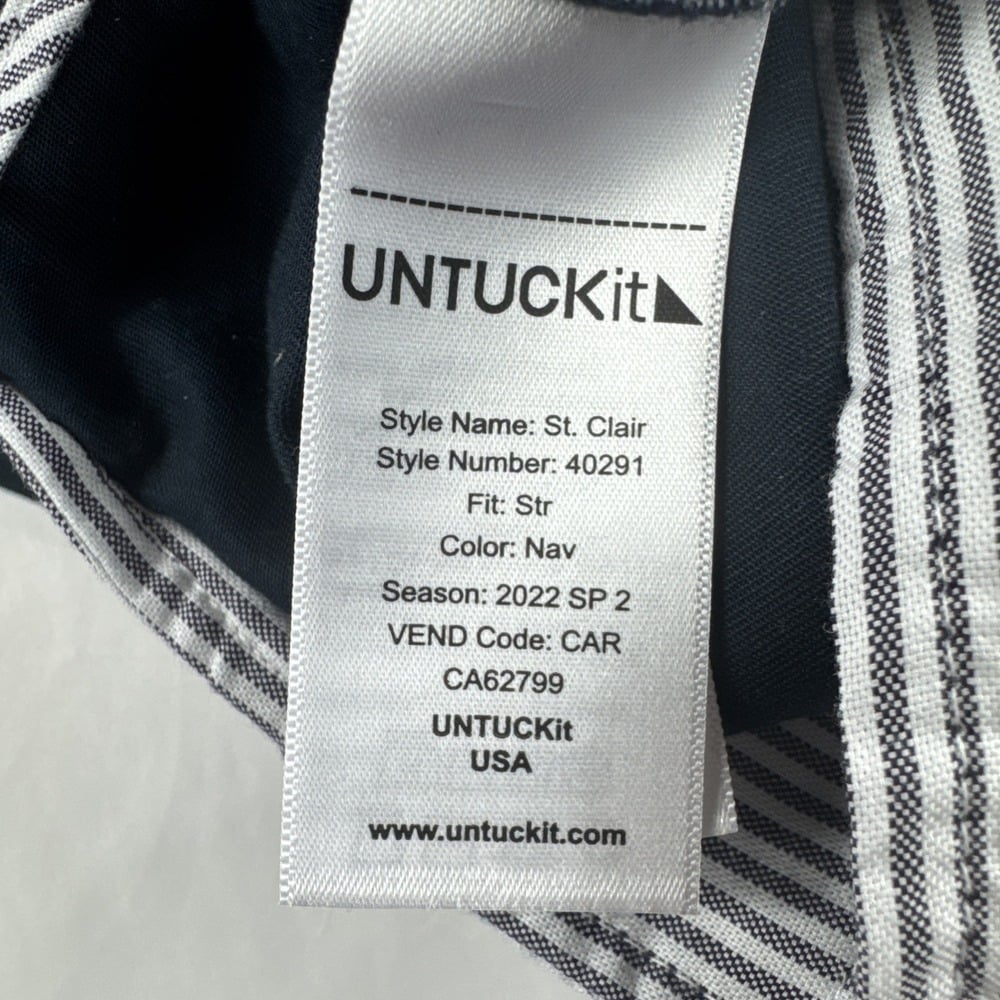 UNTUCKit
Style Name: St. Clair
Style Number: 40291
Fit: Str
Color: Nav
Season: 2022 SP 2
VEND Code: CAR
CA62799
UNTUCKit
USA
www.untuckit.com